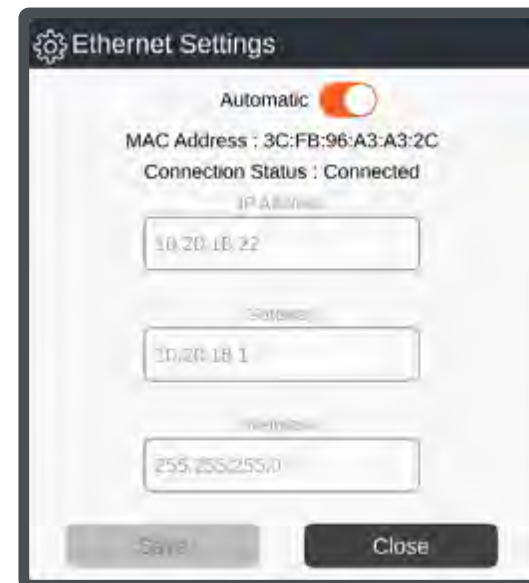 Ethernet Settings
Automatic
MAC Address : 3C:FB:96:A3:A3:2C
Connection Status : Connected
IP Address
10.20.18.22
Gateway
10.20.18.1
255.255.255.0
Save
Close